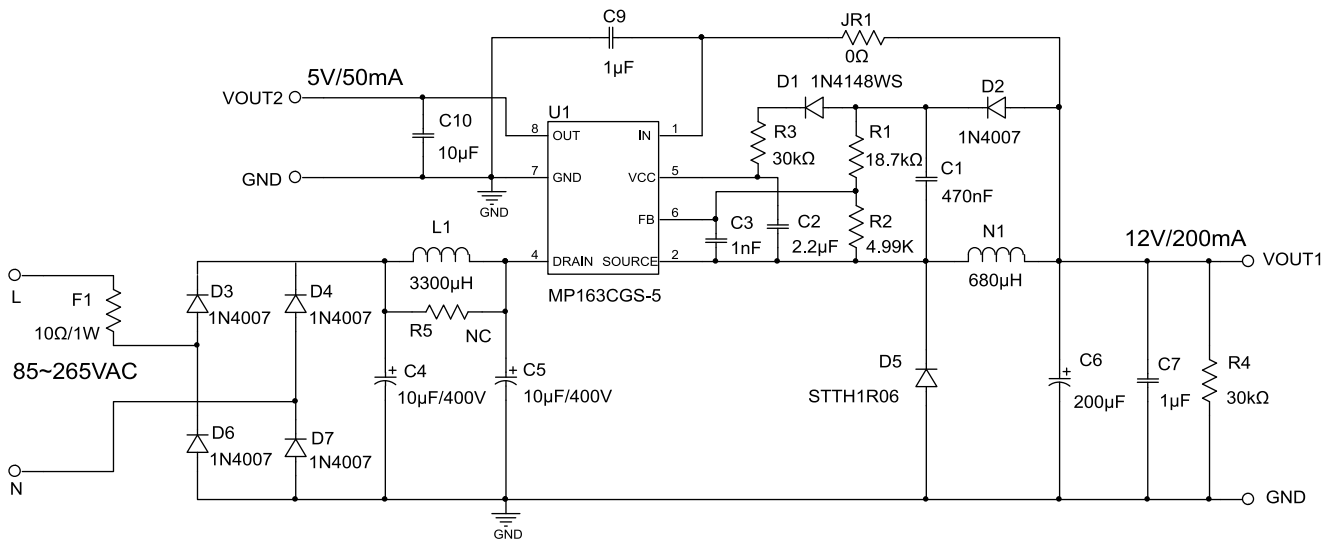 C9
1µF
JR1
0Ω
5V/50mA
VOUT2
C10
10µF
GND
GND
U1
8 OUT IN 1
7 GND VCC 5
FB 6
4 DRAIN SOURCE 2
MP163CGS-5
D1 1N4148WS
D2
1N4007
R3
30kΩ
R1
18.7kΩ
C1
470nF
C3
1nF
C2
2.2µF
R2
4.99K
N1
680µH
12V/200mA
VOUT1
L1
3300µH
R5 NC
L
F1
10Ω/1W
85~265VAC
N
D3
1N4007
D4
1N4007
D6
1N4007
D7
1N4007
C4
+
10µF/400V
C5
+
10µF/400V
D5
STTH1R06
C6
+
200µF
C7
1µF
R4
30kΩ
GND
GND